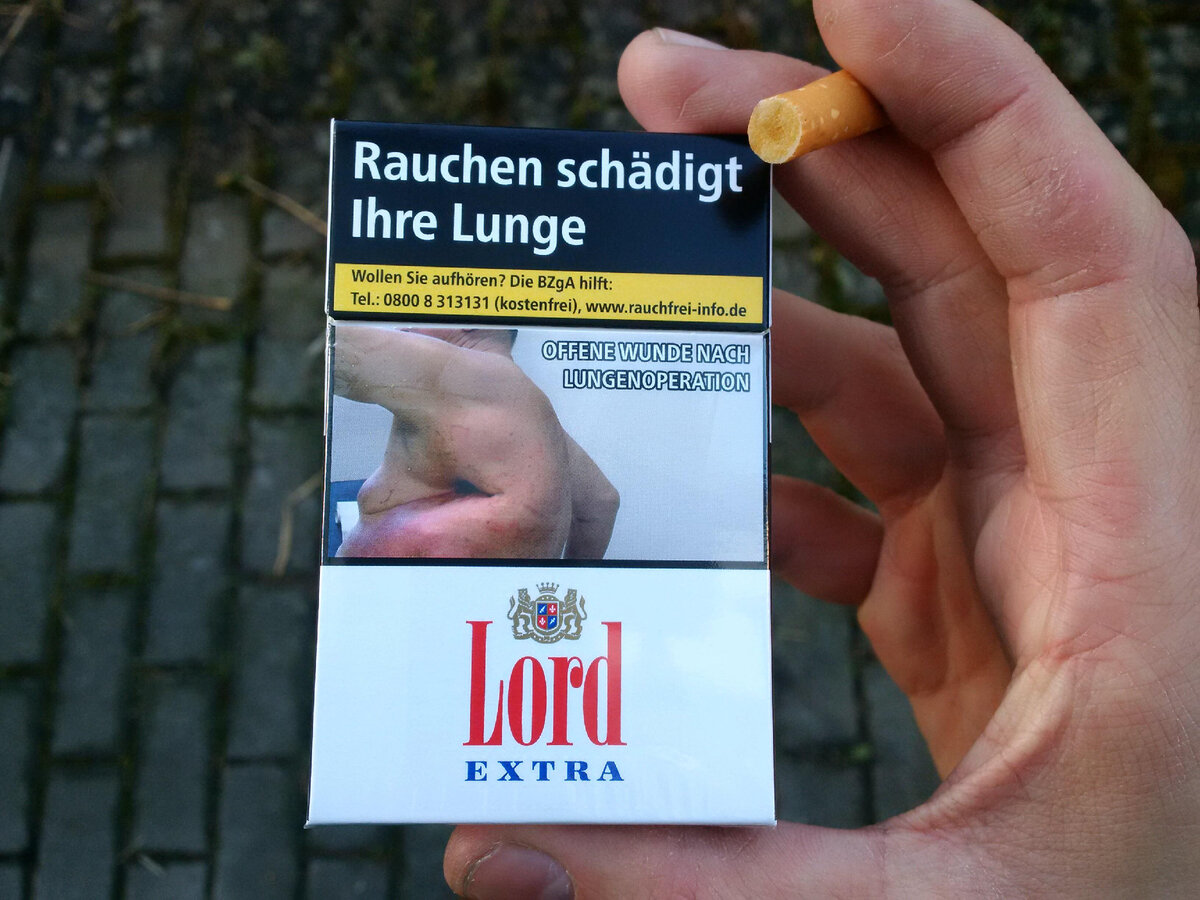 Rauchen schädigt
Ihre Lunge
Wollen Sie aufhören? Die BZgA hilft:
Tel.: 0800 8 313131 (kostenfrei), www.rauchfrei-info.de
OFFENE WUNDE NACH
LUNGENOPERATION
Lord
EXTRA